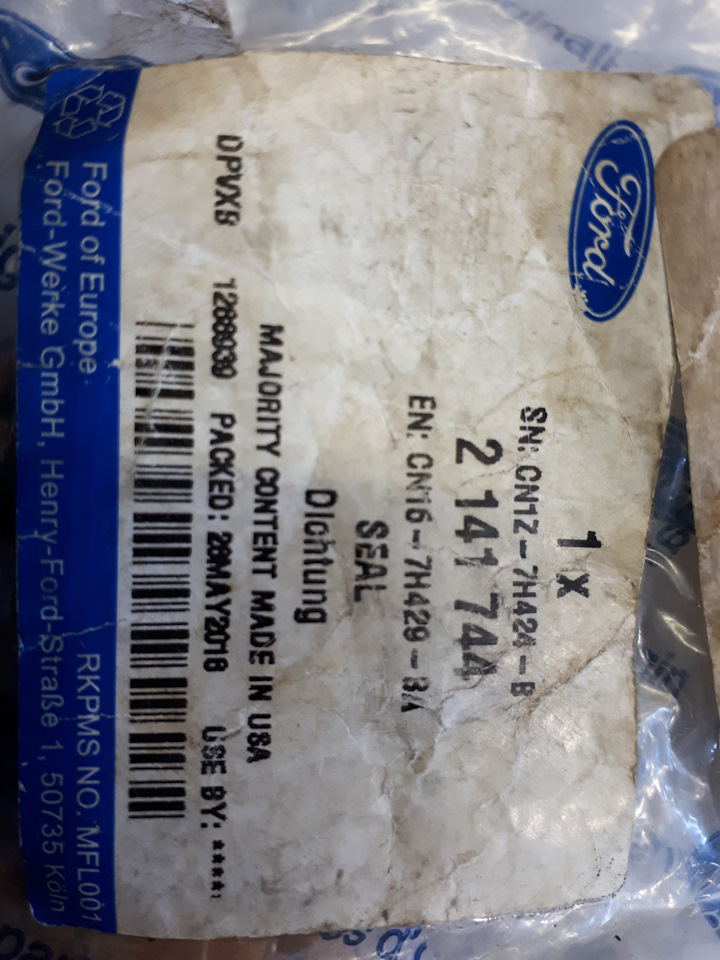 Ford
1 x
SN: CN1Z-7H424-B
2 141 744
EN: CN16-7H429-BA
SEAL
Dichtung
MAJORITY CONTENT MADE IN USA
DPVXB 1288939 PACKED: 28MAY2018 USE BY: ****
Ford of Europe RKPMS NO. MFL001
Ford-Werke GmbH, Henry-Ford-Straße 1, 50735 Köln